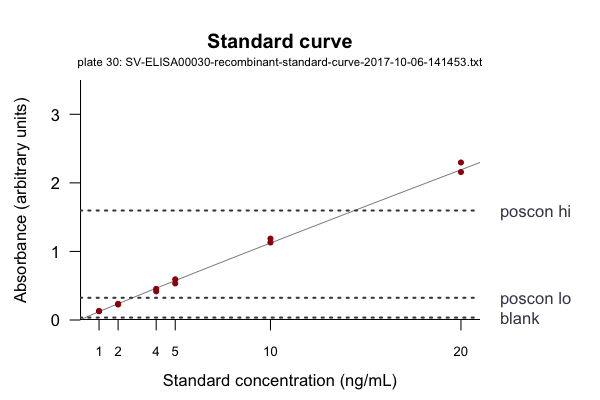 Standard curve
plate 30: SV-ELISA00030-recombinant-standard-curve-2017-10-06-141453.txt
Absorbance (arbitrary units)
3
2
1
0
poscon hi
poscon lo
blank
1 2 4 5 10 20
Standard concentration (ng/mL)